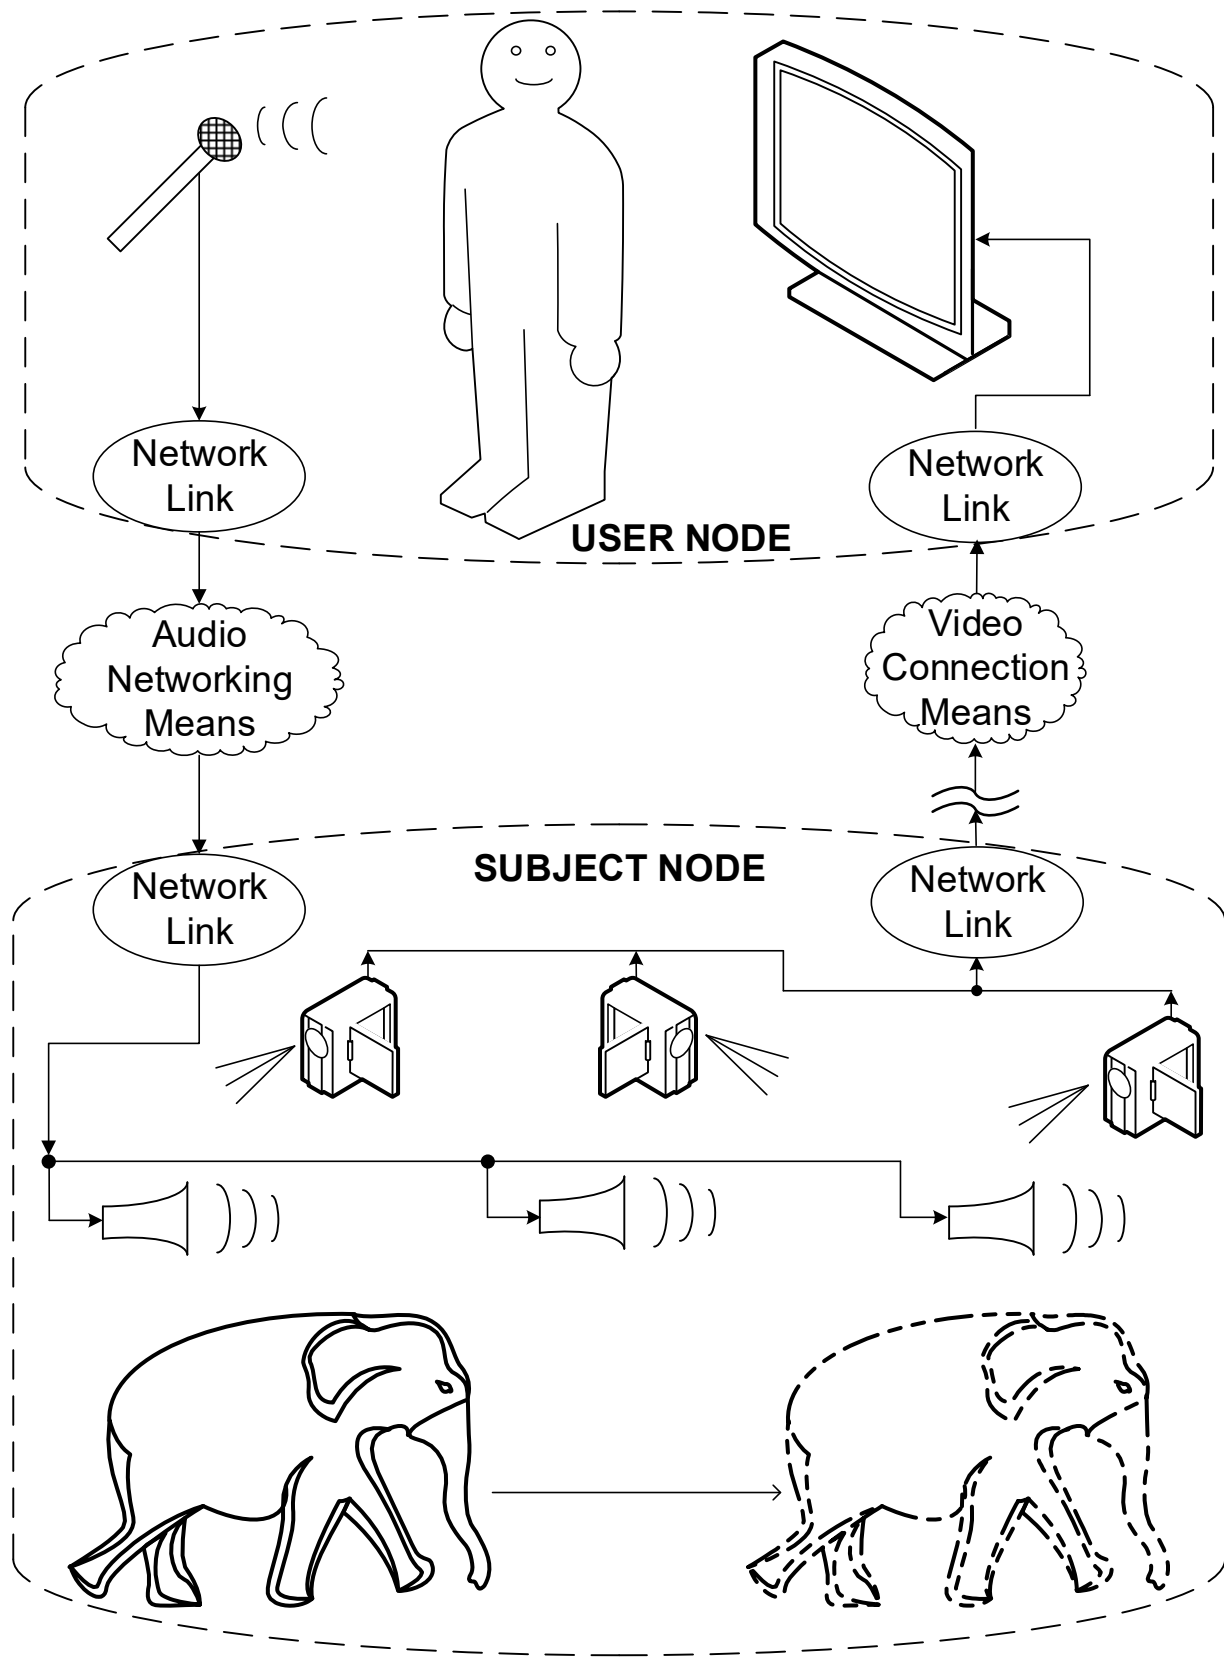 Network
Link
Network
Link
USER NODE
Audio
Networking
Means
Video
Connection
Means
SUBJECT NODE
Network
Link
Network
Link